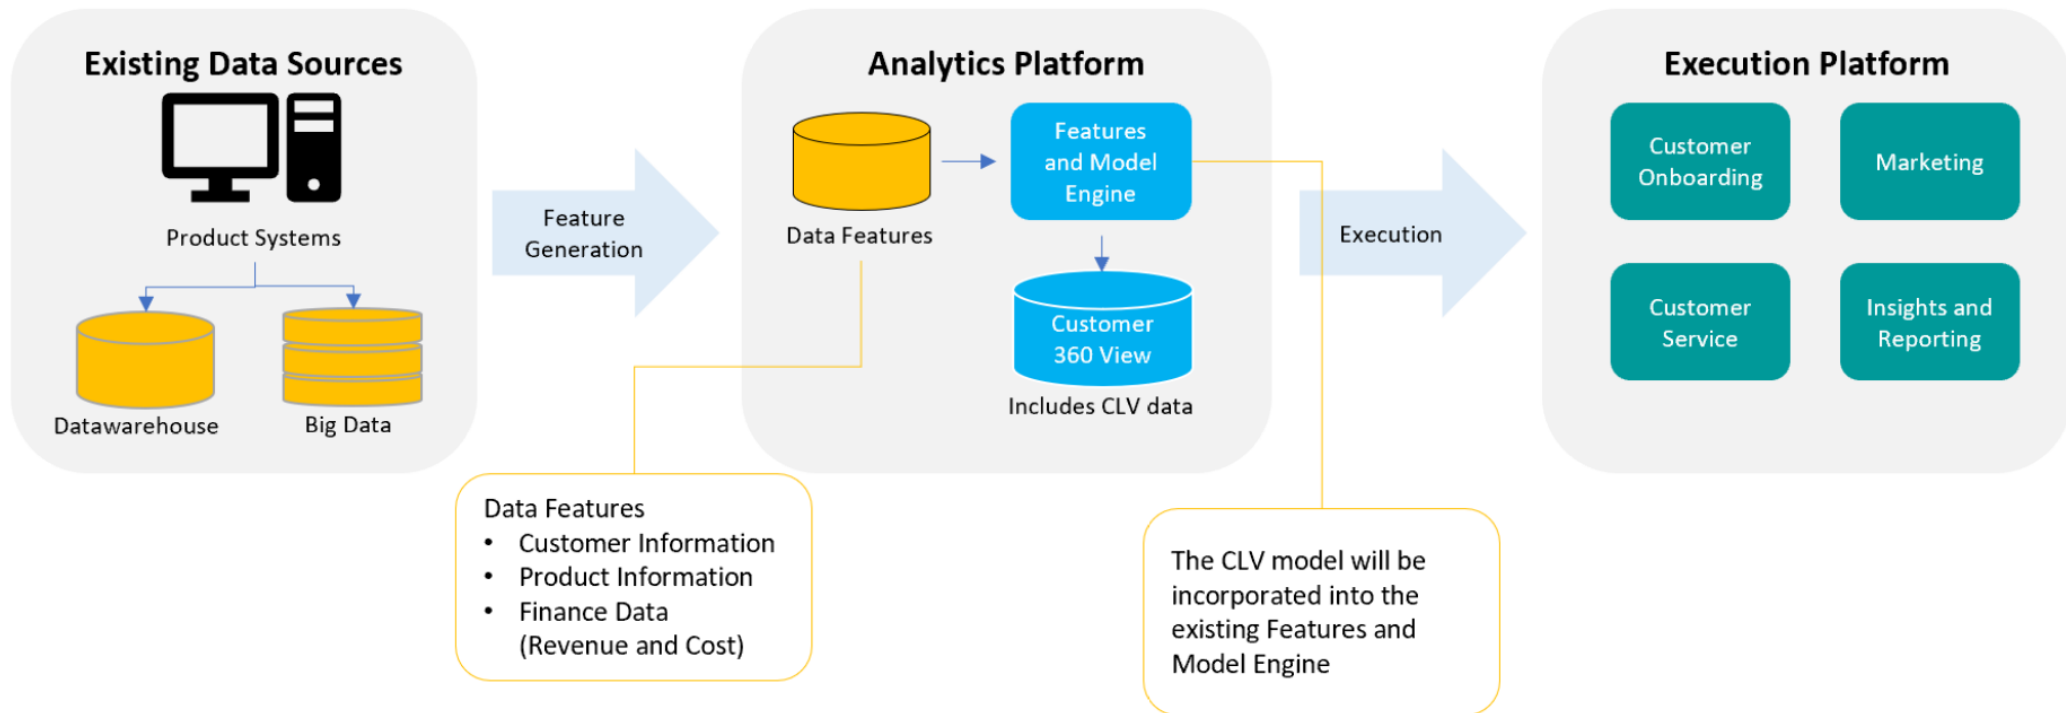 Existing Data Sources
Product Systems
Datawarehouse
Big Data
Feature
Generation
Analytics Platform
Data Features
Features
and Model
Engine
Customer
360 View
Includes CLV data
Execution
Execution Platform
Customer
Onboarding
Marketing
Customer
Service
Insights and
Reporting
Data Features
• Customer Information
• Product Information
• Finance Data
(Revenue and Cost)
The CLV model will be
incorporated into the
existing Features and
Model Engine